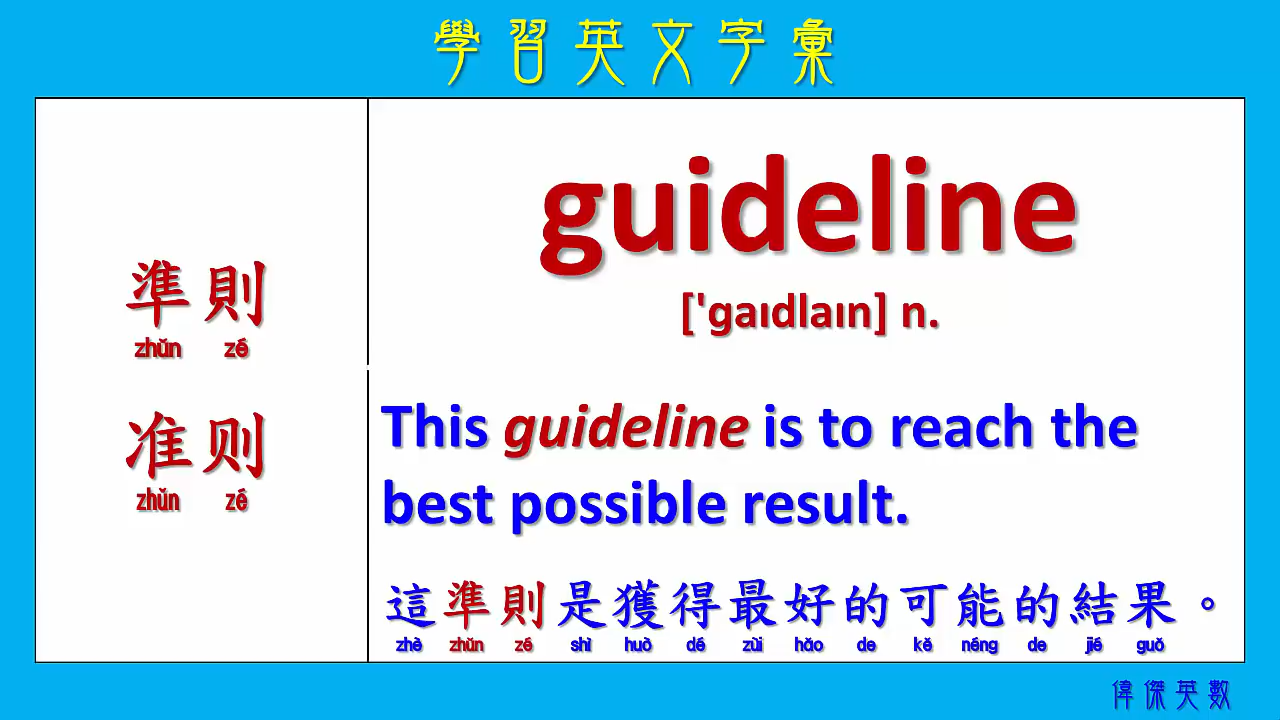 學習英文字彙
準則
zhǔn zé
准则
zhǔn zé
guideline
['gaɪdlaɪn] n.
This guideline is to reach the
best possible result.
這準則是獲得最好的可能的結果。
zhè zhǔn zé shì huò dé zùi hǎo de kě néng de jié guǒ
偉傑英數